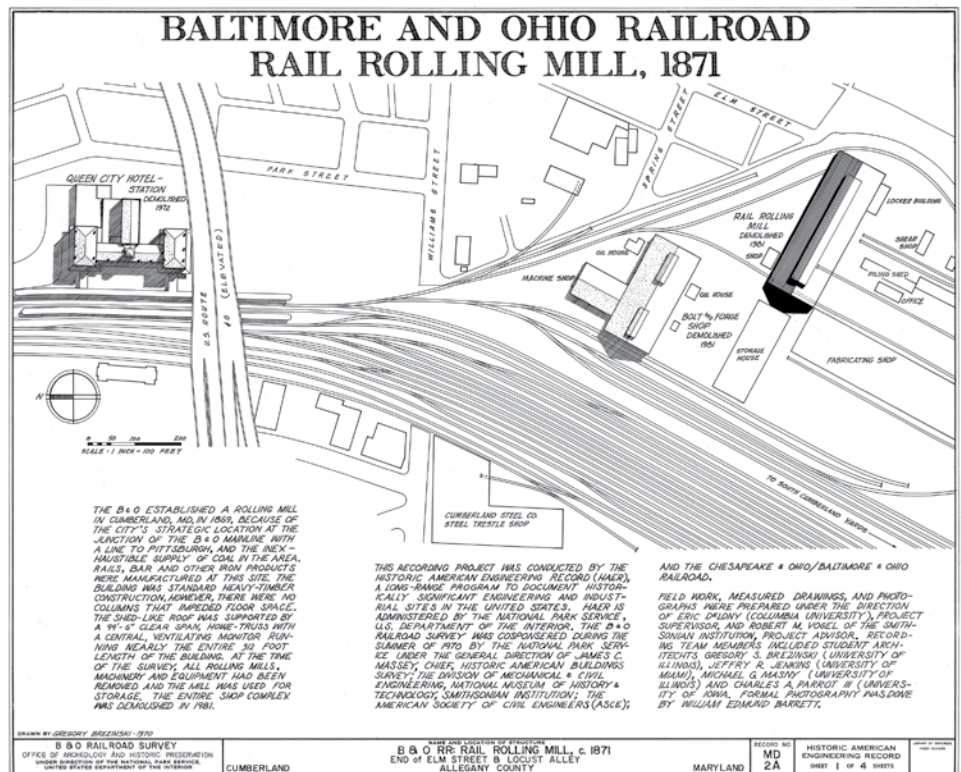 BALTIMORE AND OHIO RAILROAD
RAIL ROLLING MILL, 1871
ELM STREET
SPRING STREET
WILLIAMS STREET
PARK STREET
QUEEN CITY HOTEL-
STATION
DEMOLISHED
1972
U.S. ROUTE
40 (ELEVATED)
RAIL ROLLING
MILL
DEMOLISHED
1981
SHOP
LOCKER BUILDING
SHEAR
SHOP
PILING SHED
OFFICE
OIL HOUSE
MACHINE SHOP
OIL HOUSE
BOLT AND FORGE
SHOP
DEMOLISHED
1981
STORAGE
HOUSE
FABRICATING SHOP
N
0 50 100 200
SCALE: 1 INCH = 100 FEET
TO SOUTH CUMBERLAND YARDS
CUMBERLAND STEEL CO.
STEEL TRESTLE SHOP
THE B & O ESTABLISHED A ROLLING MILL
IN CUMBERLAND, MD, IN 1869, BECAUSE OF
THE CITY'S STRATEGIC LOCATION AT THE
JUNCTION OF THE B & O MAINLINE WITH
A LINE TO PITTSBURGH, AND THE INEX-
HAUSTIBLE SUPPLY OF COAL IN THE AREA.
RAILS, BAR AND OTHER IRON PRODUCTS
WERE MANUFACTURED AT THIS SITE. THE
BUILDING WAS STANDARD HEAVY-TIMBER
CONSTRUCTION, HOWEVER, THERE WERE NO
COLUMNS THAT IMPEDED FLOOR SPACE.
THE SHED-LIKE ROOF WAS SUPPORTED BY
A 99'-6" CLEAR SPAN, HOWE-TRUSS WITH
A CENTRAL, VENTILATING MONITOR RUN-
NING NEARLY THE ENTIRE 312 FOOT
LENGTH OF THE BUILDING. AT THE TIME
OF THE SURVEY, ALL ROLLING MILLS,
MACHINERY AND EQUIPMENT HAD BEEN
REMOVED AND THE MILL WAS USED FOR
STORAGE. THE ENTIRE SHOP COMPLEX
WAS DEMOLISHED IN 1981.
THIS RECORDING PROJECT WAS CONDUCTED BY THE
HISTORIC AMERICAN ENGINEERING RECORD (HAER),
A LONG-RANGE PROGRAM TO DOCUMENT HISTOR-
ICALLY SIGNIFICANT ENGINEERING AND INDUST-
RIAL SITES IN THE UNITED STATES. HAER IS
ADMINISTERED BY THE NATIONAL PARK SERVICE,
U.S. DEPARTMENT OF THE INTERIOR. THE B & O
RAILROAD SURVEY WAS COSPONSERED DURING THE
SUMMER OF 1970 BY THE NATIONAL PARK SERV-
ICE UNDER THE GENERAL DIRECTION OF JAMES C.
MASSEY, CHIEF, HISTORIC AMERICAN BUILDINGS
SURVEY; THE DIVISION OF MECHANICAL & CIVIL
ENGINEERING, NATIONAL MUSEUM OF HISTORY &
TECHNOLOGY, SMITHSONIAN INSTITUTION; THE
AMERICAN SOCIETY OF CIVIL ENGINEERS (ASCE);
AND THE CHESAPEAKE & OHIO/BALTIMORE & OHIO
RAILROAD.
FIELD WORK, MEASURED DRAWINGS, AND PHOTO-
GRAPHS WERE PREPARED UNDER THE DIRECTION
OF ERIC DELONY (COLUMBIA UNIVERSITY), PROJECT
SUPERVISOR, AND ROBERT M. VOGEL OF THE SMITH-
SONIAN INSTITUTION, PROJECT ADVISOR. RECORD-
ING TEAM MEMBERS INCLUDED STUDENT ARCH-
ITECHTS GREGORY S. BREZINSKI (UNIVERSITY OF
ILLINOIS), JEFFRY R. JENKINS (UNIVERSITY OF
MIAMI), MICHAEL G. MASNY (UNIVERSITY OF
ILLINOIS) AND CHARLES A. PARROT III (UNIVERS-
ITY OF IOWA. FORMAL PHOTOGRAPHY WAS DONE
BY WILLIAM EDMUND BARRETT.
DRAWN BY: GREGORY BREZINSKI - 1970
B & O RAILROAD SURVEY
OFFICE OF ARCHEOLOGY AND HISTORIC PRESERVATION
UNDER DIRECTION OF THE NATIONAL PARK SERVICE,
UNITED STATES DEPARTMENT OF THE INTERIOR
CUMBERLAND
NAME AND LOCATION OF STRUCTURE
B & O RR: RAIL ROLLING MILL, c. 1871
END OF ELM STREET & LOCUST ALLEY
ALLEGANY COUNTY
MARYLAND
RECORD NO
MD
2A
HISTORIC AMERICAN
ENGINEERING RECORD
SHEET 1 OF 4 SHEETS